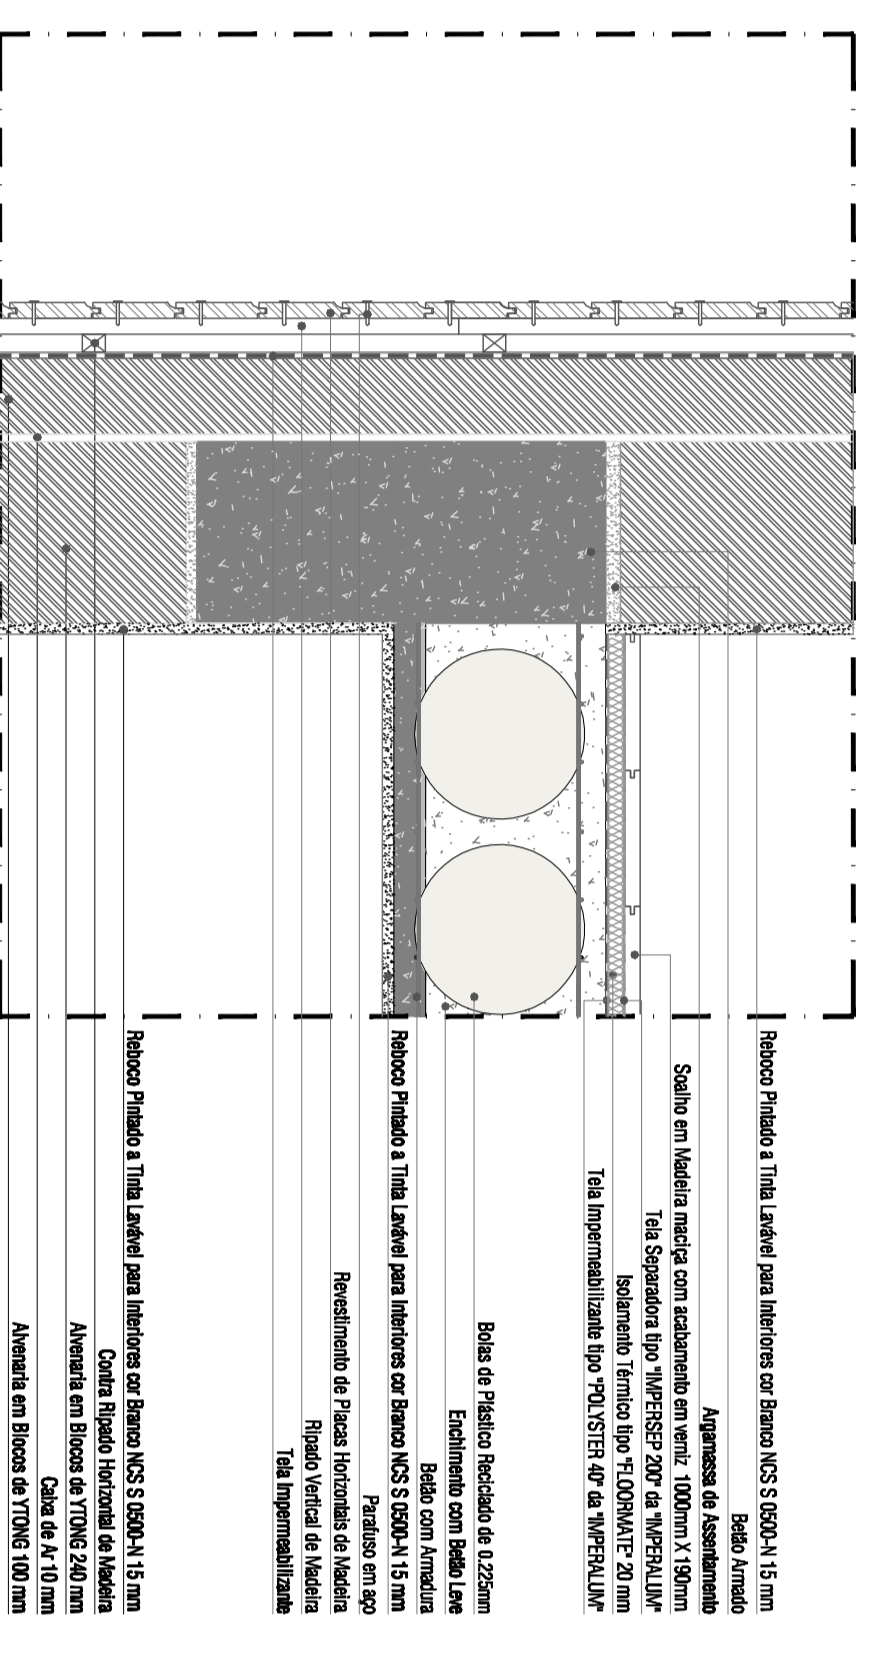 Reboco Pintado a Tinta Lavável para Interiores cor Branco NCS S 0500-N 15 mm
Betão Armado
Argamassa de Assentamento
Soalho em Madeira maciça com acabamento em verniz 1000mm X 190mm
Tela Separadora tipo "IMPERSEP 200" da "IMPERALUM"
Isolamento Térmico tipo "FLOORMATE" 20 mm
Tela Impermeabilizante tipo "POLYSTER 40" da "IMPERALUM"
Bolas de Plástico Reciclado de 0.225mm
Enchimento com Betão Leve
Betão com Armadura
Reboco Pintado a Tinta Lavável para Interiores cor Branco NCS S 0500-N 15 mm
Parafuso em aço
Revestimento de Placas Horizontais de Madeira
Ripado Vertical de Madeira
Tela Impermeabilizante
Reboco Pintado a Tinta Lavável para Interiores cor Branco NCS S 0500-N 15 mm
Contra Ripado Horizontal de Madeira
Alvenaria em Blocos de YTONG 240 mm
Caixa de Ar 10 mm
Alvenaria em Blocos de YTONG 100 mm